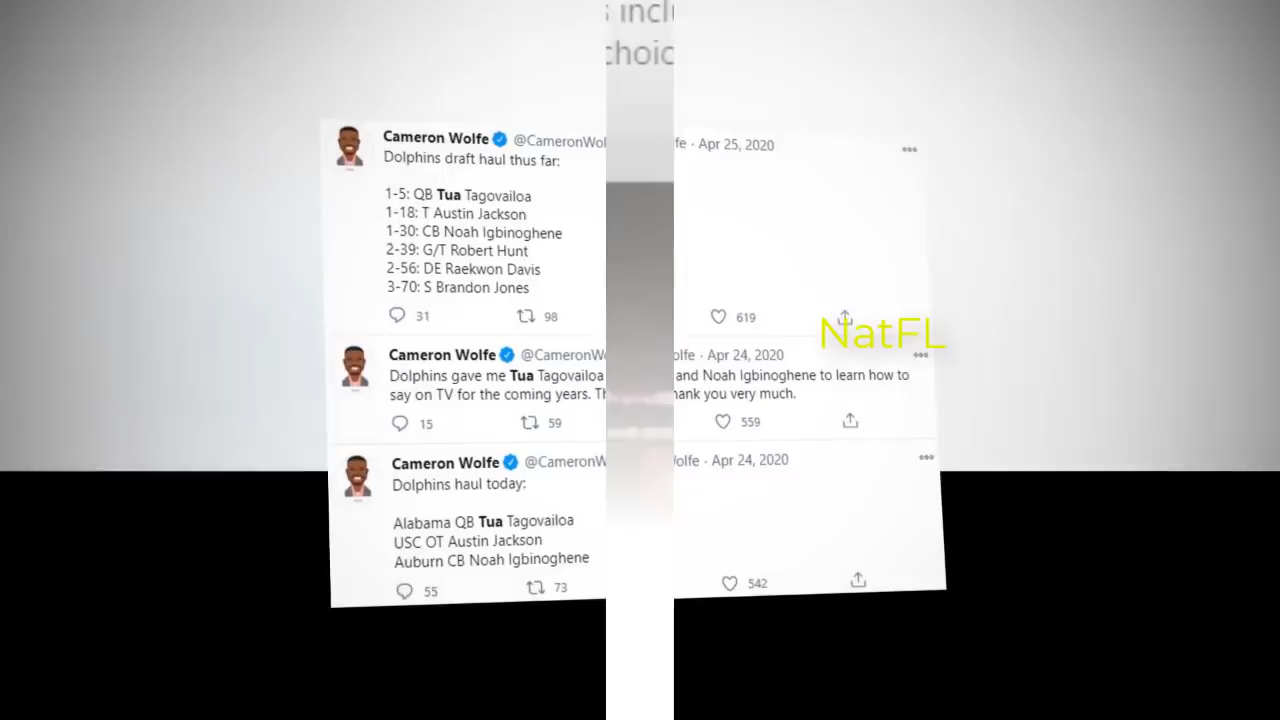 s incl
choic
Cameron Wolfe @CameronWol fe · Apr 25, 2020
Dolphins draft haul thus far:
1-5: QB Tua Tagovailoa
1-18: T Austin Jackson
1-30: CB Noah Igbinoghene
2-39: G/T Robert Hunt
2-56: DE Raekwon Davis
3-70: S Brandon Jones
31 98 619
NatFL
Cameron Wolfe @CameronW olfe · Apr 24, 2020
Dolphins gave me Tua Tagovailoa and Noah Igbinoghene to learn how to
say on TV for the coming years. Th hank you very much.
15 59 559
Cameron Wolfe @CameronW olfe · Apr 24, 2020
Dolphins haul today:
Alabama QB Tua Tagovailoa
USC OT Austin Jackson
Auburn CB Noah Igbinoghene
55 73 542